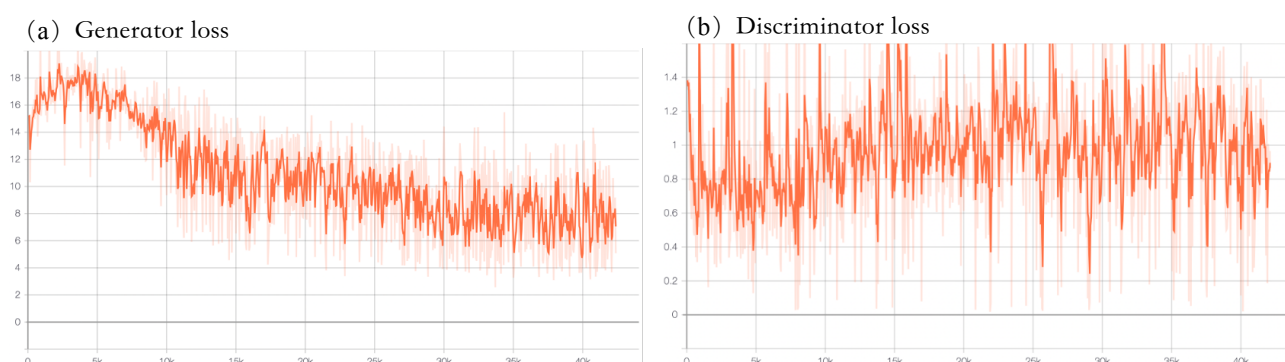 (a) Generator loss
(b) Discriminator loss
18
16
14
12
10
8
6
4
2
0
0
5k
10k
15k
20k
25k
30k
35k
40k
1.4
1.2
1
0.8
0.6
0.4
0.2
0
0
5k
10k
15k
20k
25k
30k
35k
40k